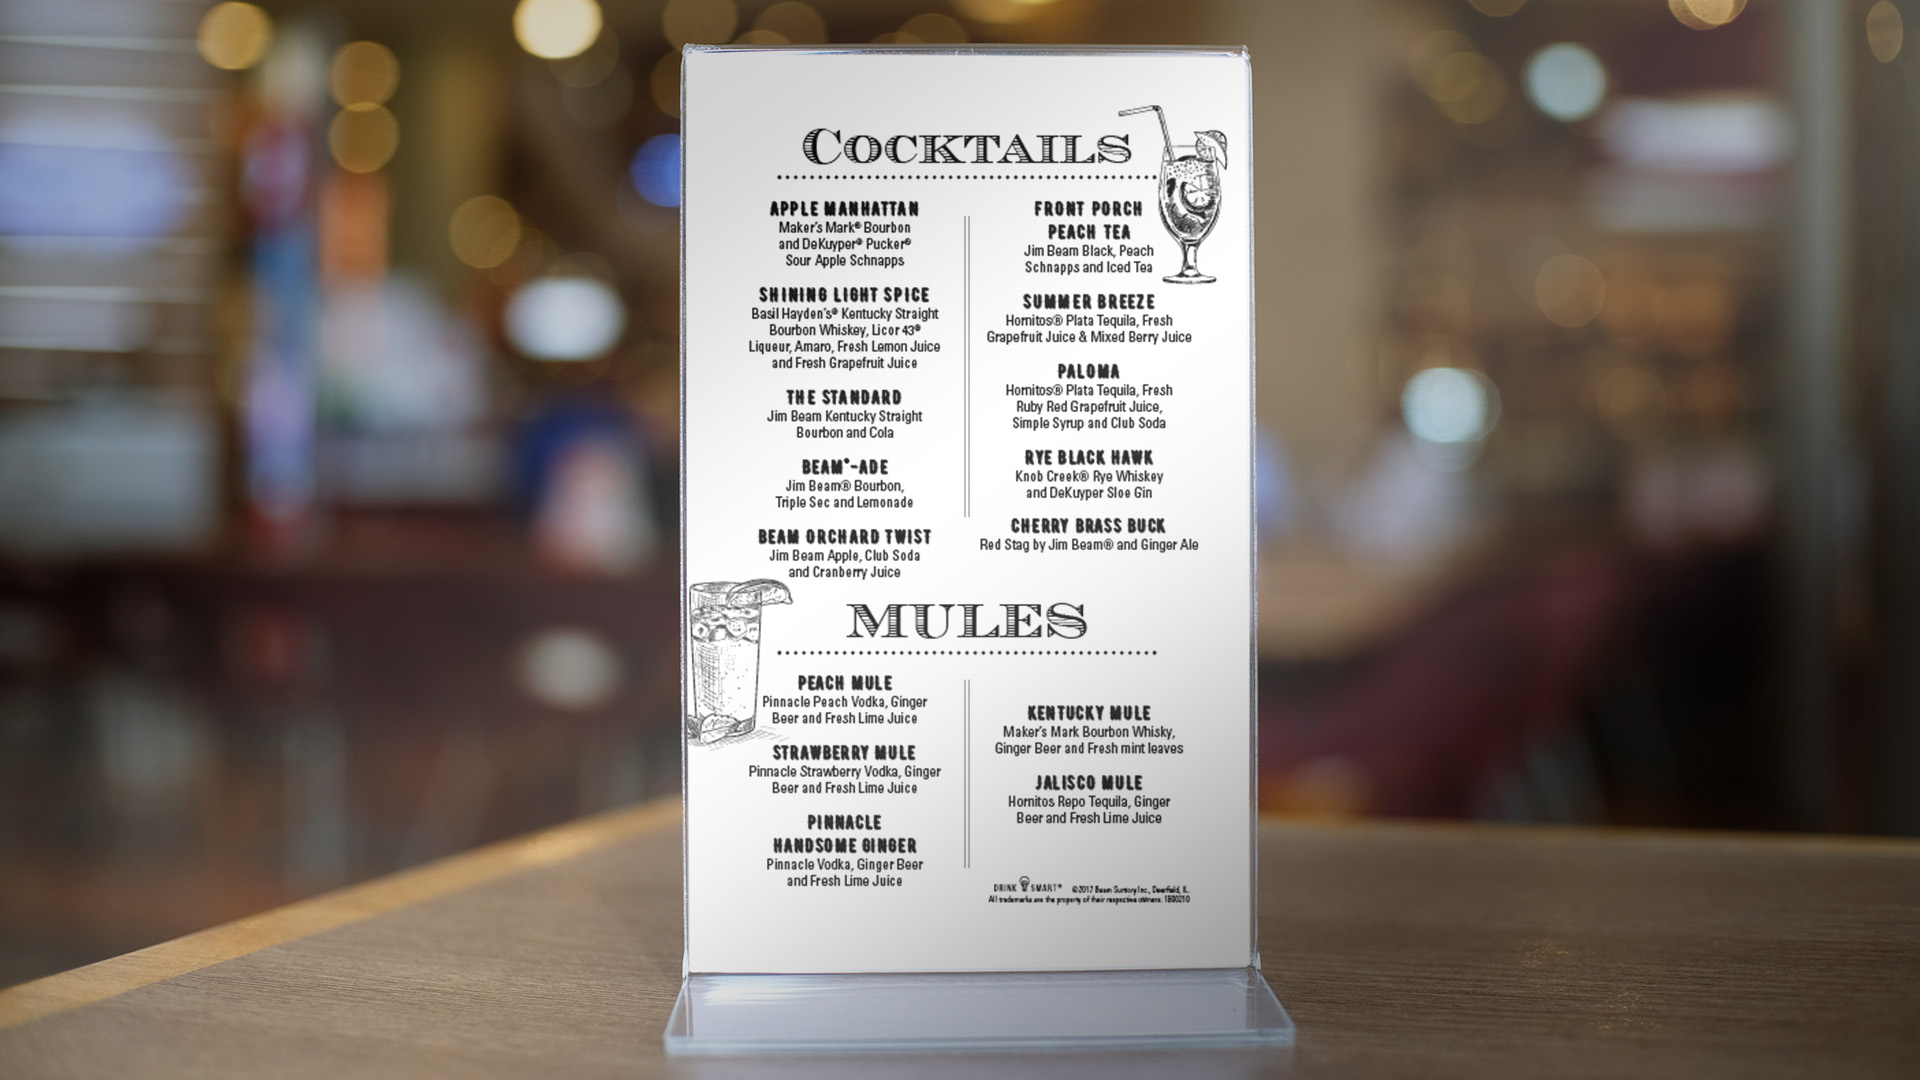 COCKTAILS
APPLE MANHATTAN
Maker's Mark® Bourbon
and DeKuyper® Pucker®
Sour Apple Schnapps
SHINING LIGHT SPICE
Basil Hayden's® Kentucky Straight
Bourbon Whiskey, Licor 43®
Liqueur, Amaro, Fresh Lemon Juice
and Fresh Grapefruit Juice
THE STANDARD
Jim Beam Kentucky Straight
Bourbon and Cola
BEAM®-ADE
Jim Beam® Bourbon,
Triple Sec and Lemonade
BEAM ORCHARD TWIST
Jim Beam Apple, Club Soda
and Cranberry Juice
FRONT PORCH
PEACH TEA
Jim Beam Black, Peach
Schnapps and Iced Tea
SUMMER BREEZE
Hornitos® Plata Tequila, Fresh
Grapefruit Juice & Mixed Berry Juice
PALOMA
Hornitos® Plata Tequila, Fresh
Ruby Red Grapefruit Juice,
Simple Syrup and Club Soda
RYE BLACK HAWK
Knob Creek® Rye Whiskey
and DeKuyper Sloe Gin
CHERRY BRASS BUCK
Red Stag by Jim Beam® and Ginger Ale
MULES
PEACH MULE
Pinnacle Peach Vodka, Ginger
Beer and Fresh Lime Juice
STRAWBERRY MULE
Pinnacle Strawberry Vodka, Ginger
Beer and Fresh Lime Juice
PINNACLE
HANDSOME GINGER
Pinnacle Vodka, Ginger Beer
and Fresh Lime Juice
KENTUCKY MULE
Maker's Mark Bourbon Whisky,
Ginger Beer and Fresh mint leaves
JALISCO MULE
Hornitos Repo Tequila, Ginger
Beer and Fresh Lime Juice
DRINK SMART® ©2017 Beam Suntory Inc., Deerfield, IL.
All trademarks are the property of their respective owners. 1800210